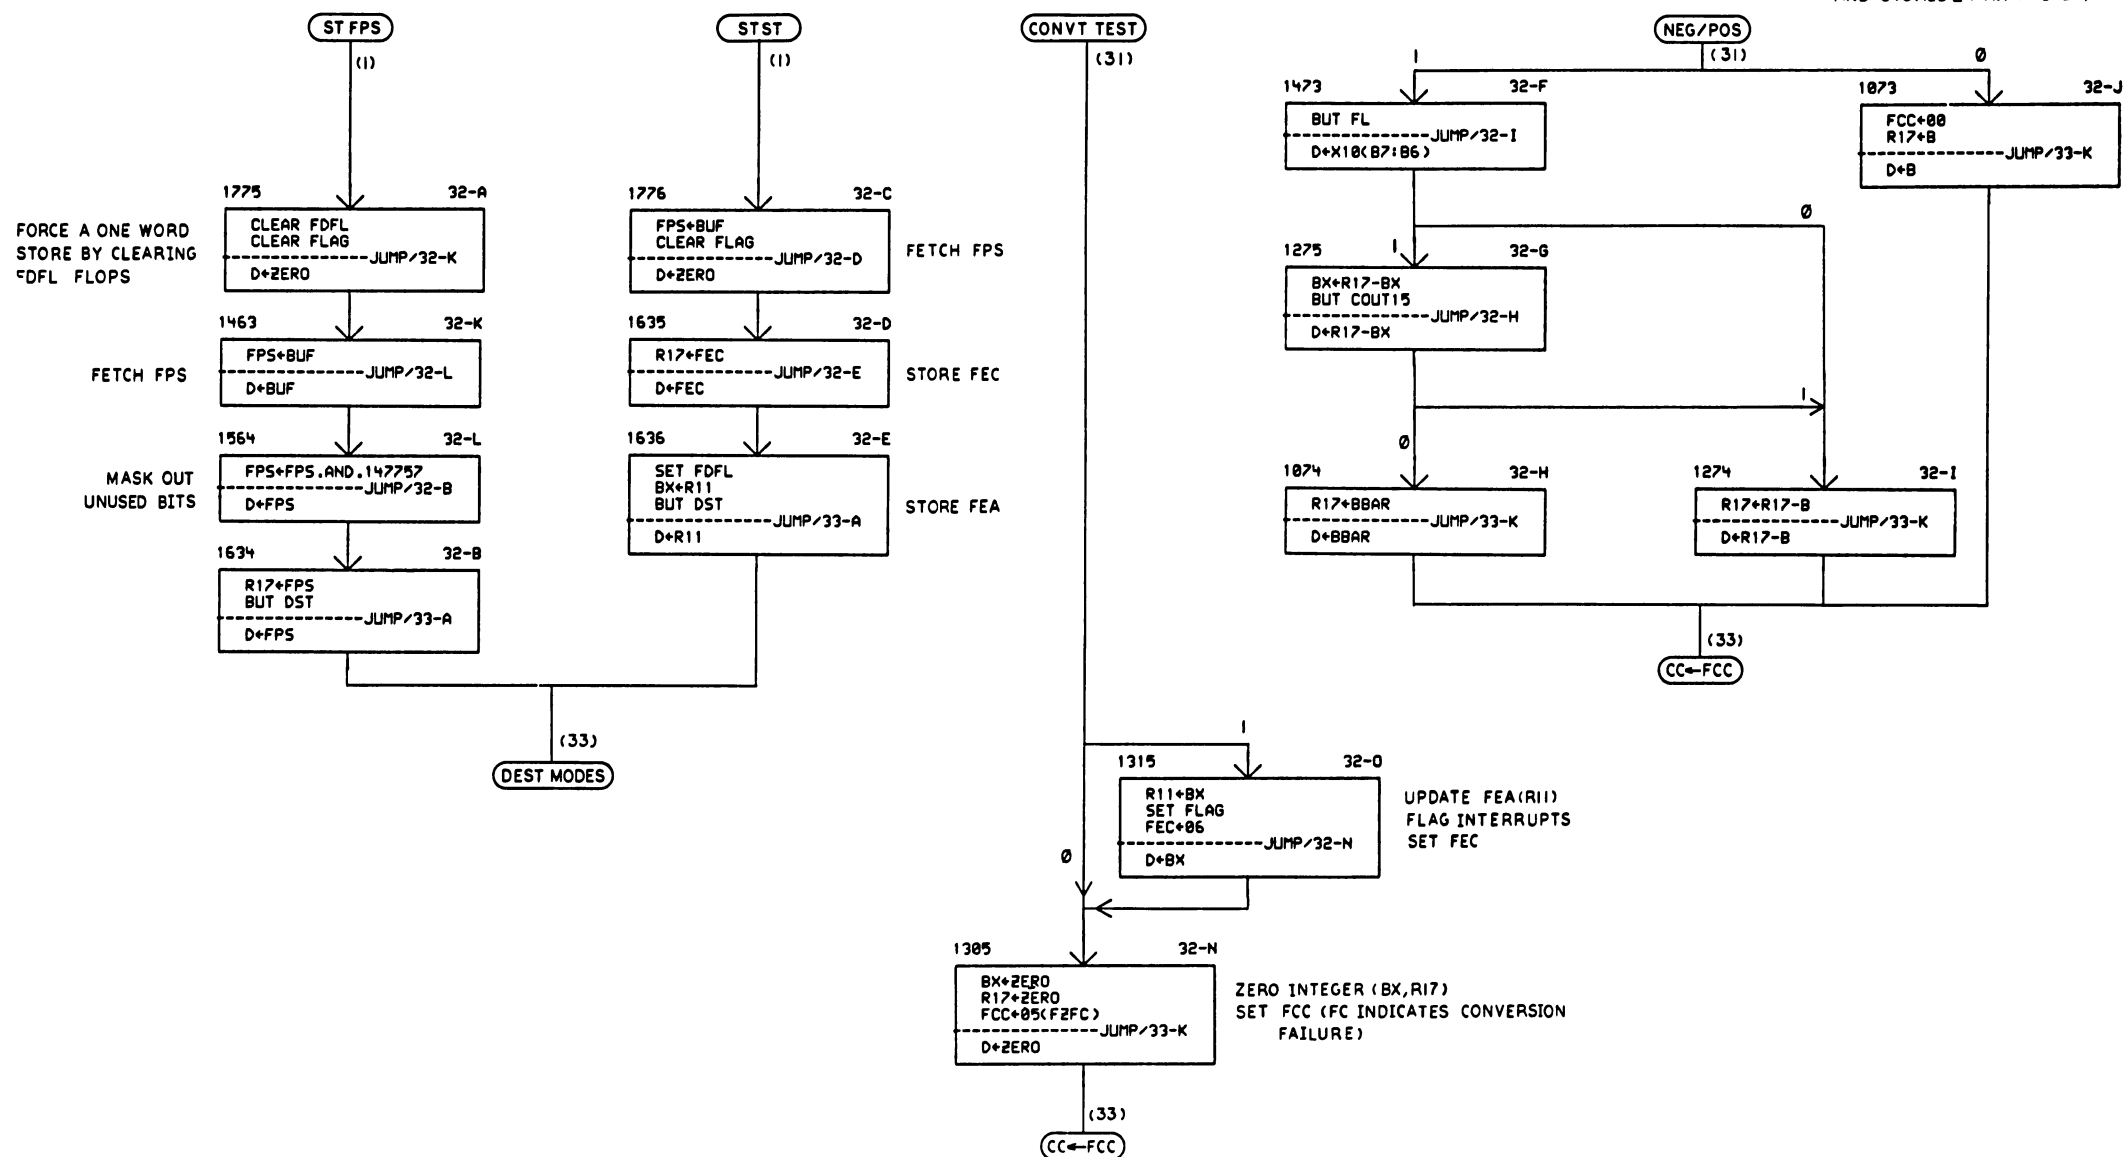 ST FPS
(1)
1775 32-A
CLEAR FDFL
CLEAR FLAG
JUMP/32-K
D←ZERO
FORCE A ONE WORD
STORE BY CLEARING
FDFL FLOPS
1463 32-K
FPS←BUF
JUMP/32-L
D←BUF
FETCH FPS
1564 32-L
FPS←FPS.AND.147757
JUMP/32-B
D←FPS
MASK OUT
UNUSED BITS
1634 32-B
R17←FPS
BUT DST
JUMP/33-A
D←FPS
STST
(1)
1776 32-C
FPS←BUF
CLEAR FLAG
JUMP/32-D
D←ZERO
FETCH FPS
1635 32-D
R17←FEC
JUMP/32-E
D←FEC
STORE FEC
1636 32-E
SET FDFL
BX←R11
BUT DST
JUMP/33-A
D←R11
STORE FEA
(33)
DEST MODES
CONVT TEST
(31)
1
1315 32-O
R11←BX
SET FLAG
FEC←06
JUMP/32-N
D←BX
UPDATE FEA(R11)
FLAG INTERRUPTS
SET FEC
0
1305 32-N
BX←ZERO
R17←ZERO
FCC←05(FZFC)
JUMP/33-K
D←ZERO
ZERO INTEGER (BX,R17)
SET FCC (FC INDICATES CONVERSION
FAILURE)
(33)
CC←FCC
NEG/POS
(31)
1 0
1473 32-F
BUT FL
JUMP/32-I
D←X10(B7:B6)
1073 32-J
FCC←00
R17←B
JUMP/33-K
D←B
0
1
1275 32-G
BX←R17-BX
BUT COUT15
JUMP/32-H
D←R17-BX
1
0
1074 32-H
R17←BBAR
JUMP/33-K
D←BBAR
1274 32-I
R17←R17-B
JUMP/33-K
D←R17-B
(33)
CC←FCC